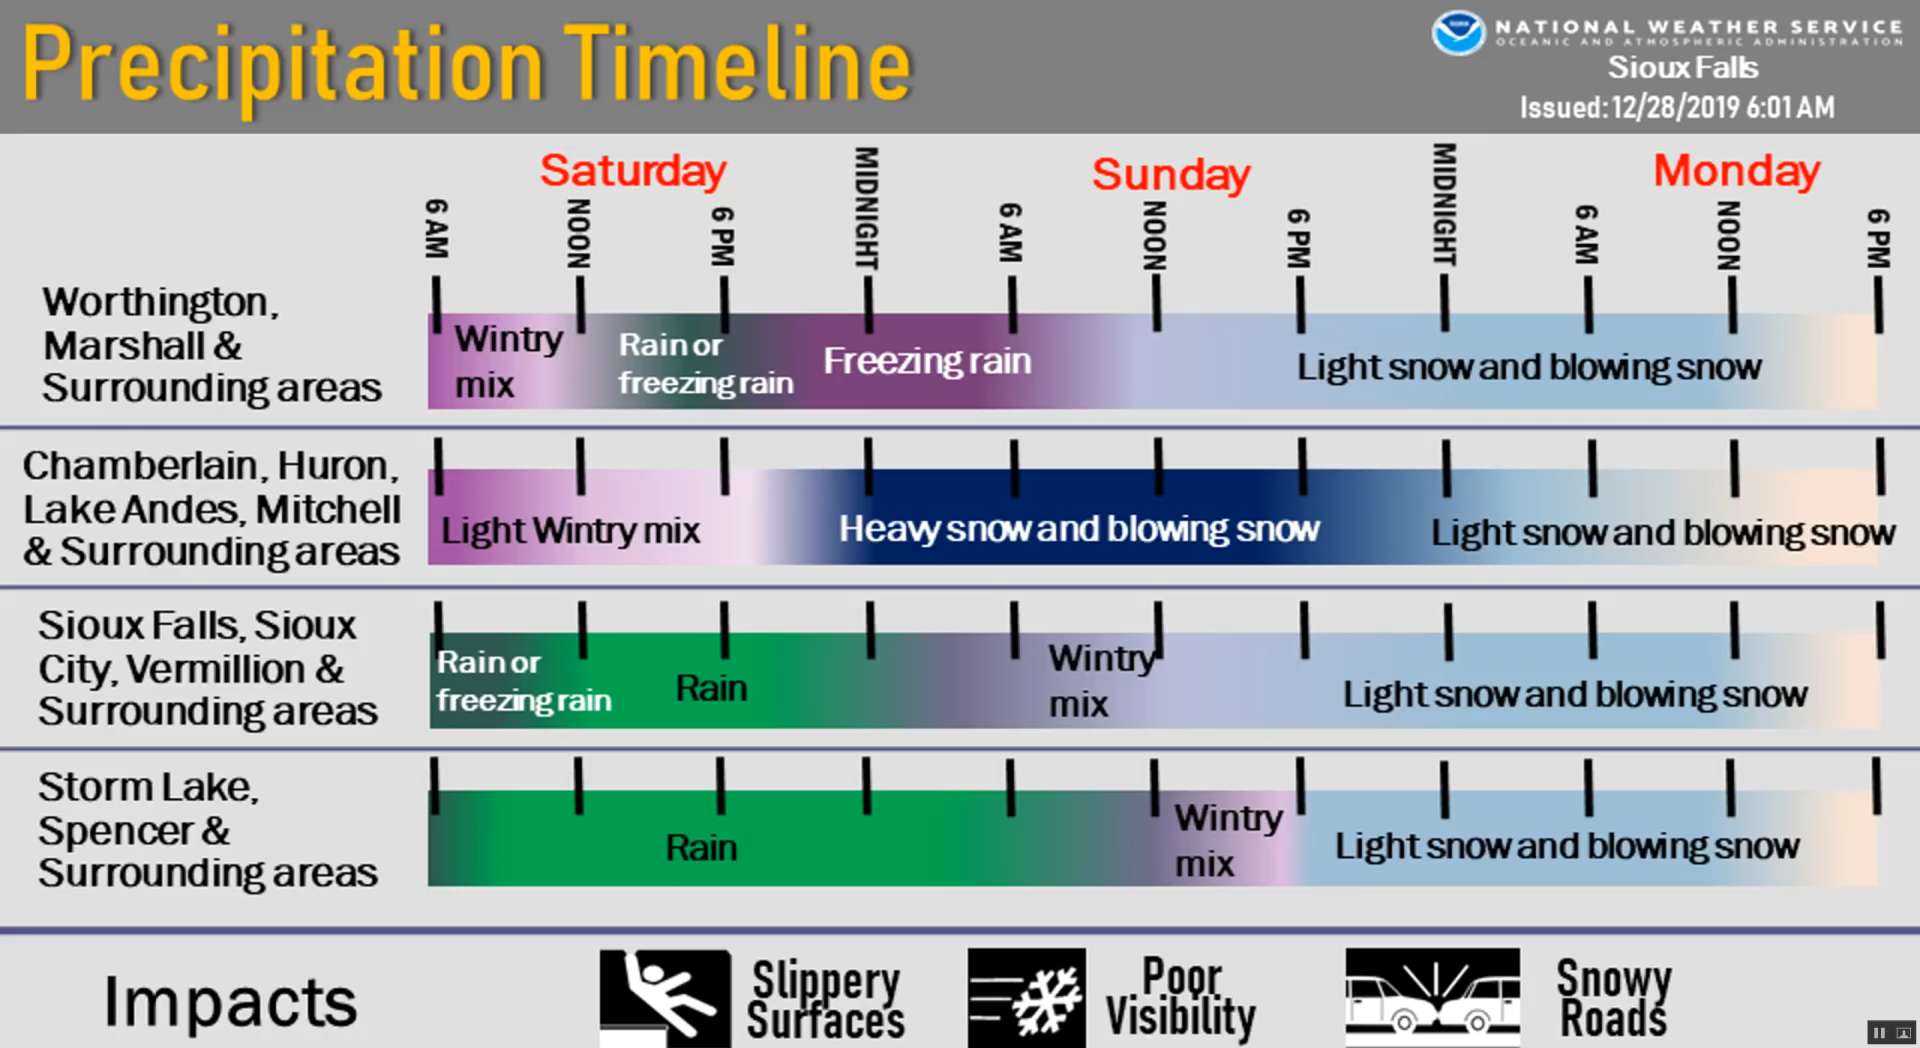 Precipitation Timeline
NATIONAL WEATHER SERVICE
OCEANIC AND ATMOSPHERIC ADMINISTRATION
Sioux Falls
Issued: 12/28/2019 6:01 AM
Saturday
Sunday
Monday
6 AM
NOON
6 PM
MIDNIGHT
6 AM
NOON
6 PM
MIDNIGHT
6 AM
NOON
6 PM
Worthington,
Marshall &
Surrounding areas
Wintry
mix
Rain or
freezing rain
Freezing rain
Light snow and blowing snow
Chamberlain, Huron,
Lake Andes, Mitchell
& Surrounding areas
Light Wintry mix
Heavy snow and blowing snow
Light snow and blowing snow
Sioux Falls, Sioux
City, Vermillion &
Surrounding areas
Rain or
freezing rain
Rain
Wintry
mix
Light snow and blowing snow
Storm Lake,
Spencer &
Surrounding areas
Rain
Wintry
mix
Light snow and blowing snow
Impacts
Slippery
Surfaces
Poor
Visibility
Snowy
Roads